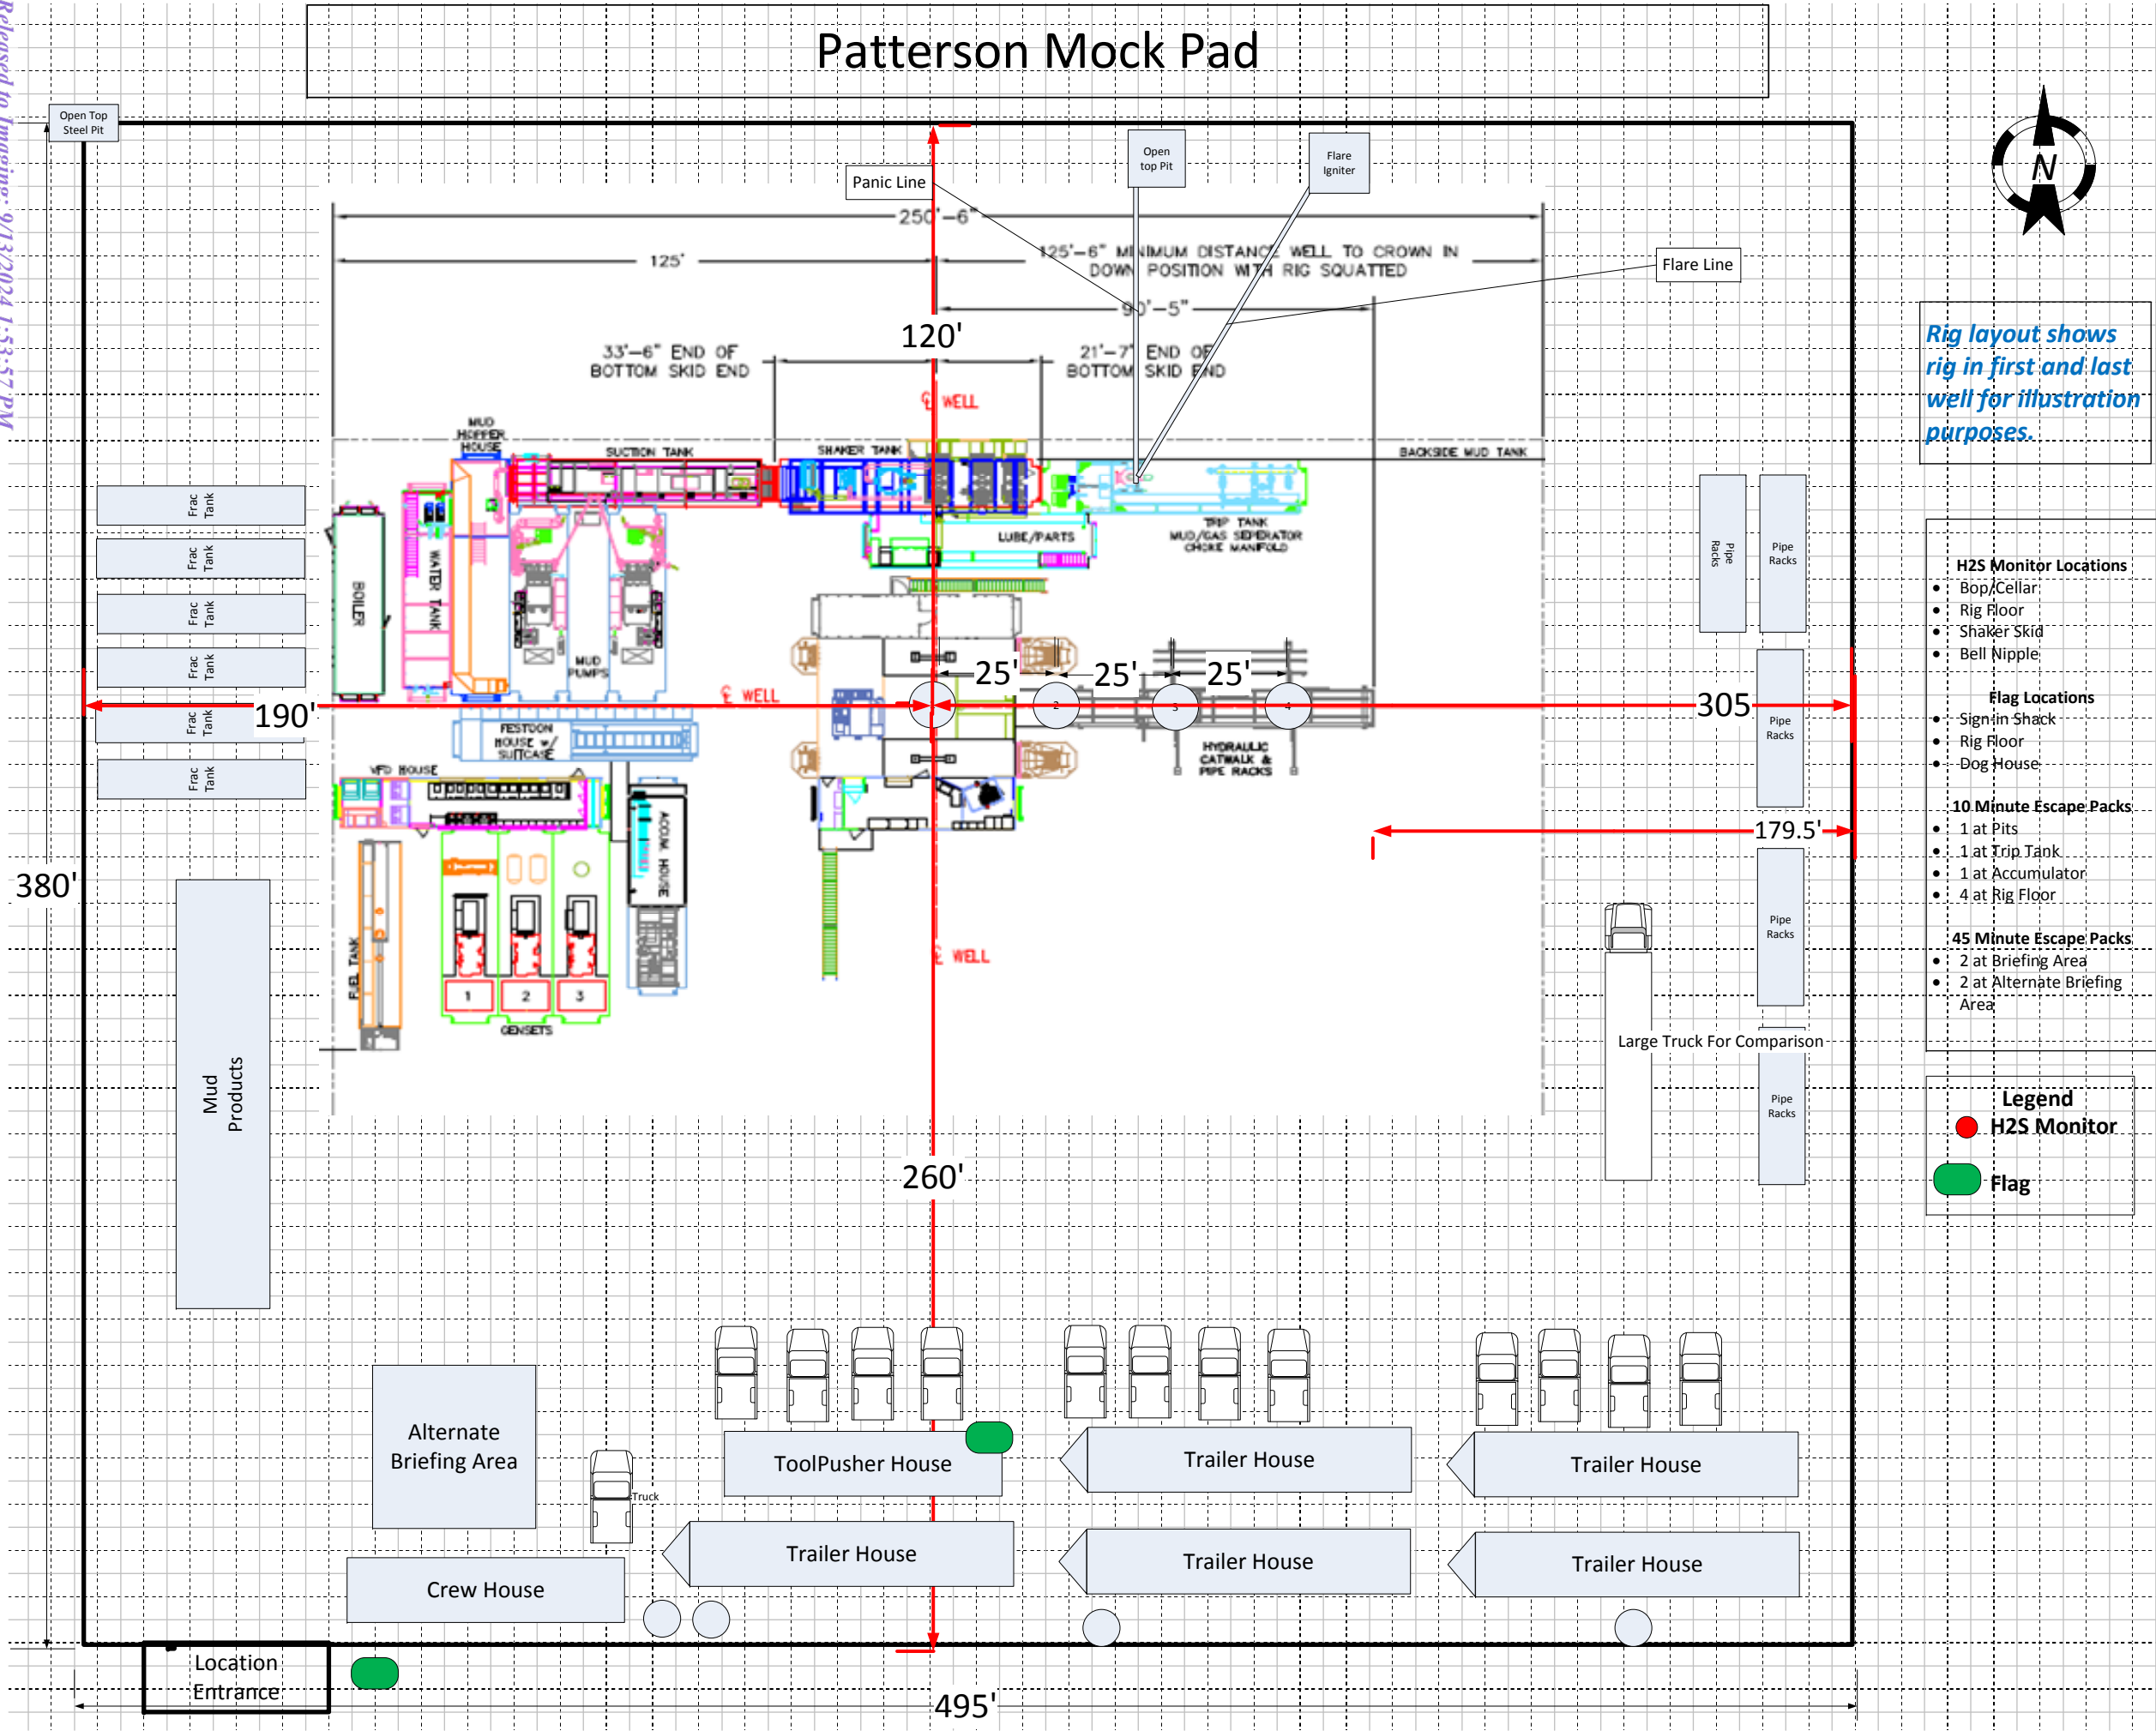 Patterson Mock Pad
Released to Imaging: 9/13/2024 1:53:57 PM
Open Top
Steel Pit
Open
top Pit
Flare
Igniter
Panic Line
N
250'-6"
125'
125'-6" MINIMUM DISTANCE WELL TO CROWN IN
DOWN POSITION WITH RIG SQUATTED
Flare Line
90'-5"
120'
33'-6" END OF
BOTTOM SKID END
21'-7" END OF
BOTTOM SKID END
Rig layout shows
rig in first and last
well for illustration
purposes.
℄ WELL
MUD
HOPPER
HOUSE
SUCTION TANK
SHAKER TANK
BACKSIDE MUD TANK
Frac
Tank
Frac
Tank
Frac
Tank
Frac
Tank
Frac
Tank
Frac
Tank
BOILER
WATER TANK
MUD
PUMPS
LUBE/PARTS
TRIP TANK
MUD/GAS SEPERATOR
CHOKE MANIFOLD
Pipe
Racks
Pipe
Racks
H2S Monitor Locations
• Bop/Cellar
• Rig Floor
• Shaker Skid
• Bell Nipple
Flag Locations
• Sign in Shack
• Rig Floor
• Dog House
10 Minute Escape Packs
• 1 at Pits
• 1 at Trip Tank
• 1 at Accumulator
• 4 at Rig Floor
45 Minute Escape Packs
• 2 at Briefing Area
• 2 at Alternate Briefing
Area
25'
25'
25'
℄ WELL
190'
2
3
4
305
Pipe
Racks
FESTOON
HOUSE w/
SUITCASE
HYDRAULIC
CATWALK &
PIPE RACKS
VFD HOUSE
179.5'
ACCUM. HOUSE
380'
Pipe
Racks
FUEL TANK
℄ WELL
1
2
3
GENSETS
Large Truck For Comparison
Pipe
Racks
Mud
Products
Legend
H2S Monitor
Flag
260'
Alternate
Briefing Area
Truck
ToolPusher House
Trailer House
Trailer House
Crew House
Trailer House
Trailer House
Trailer House
Location
Entrance
495'